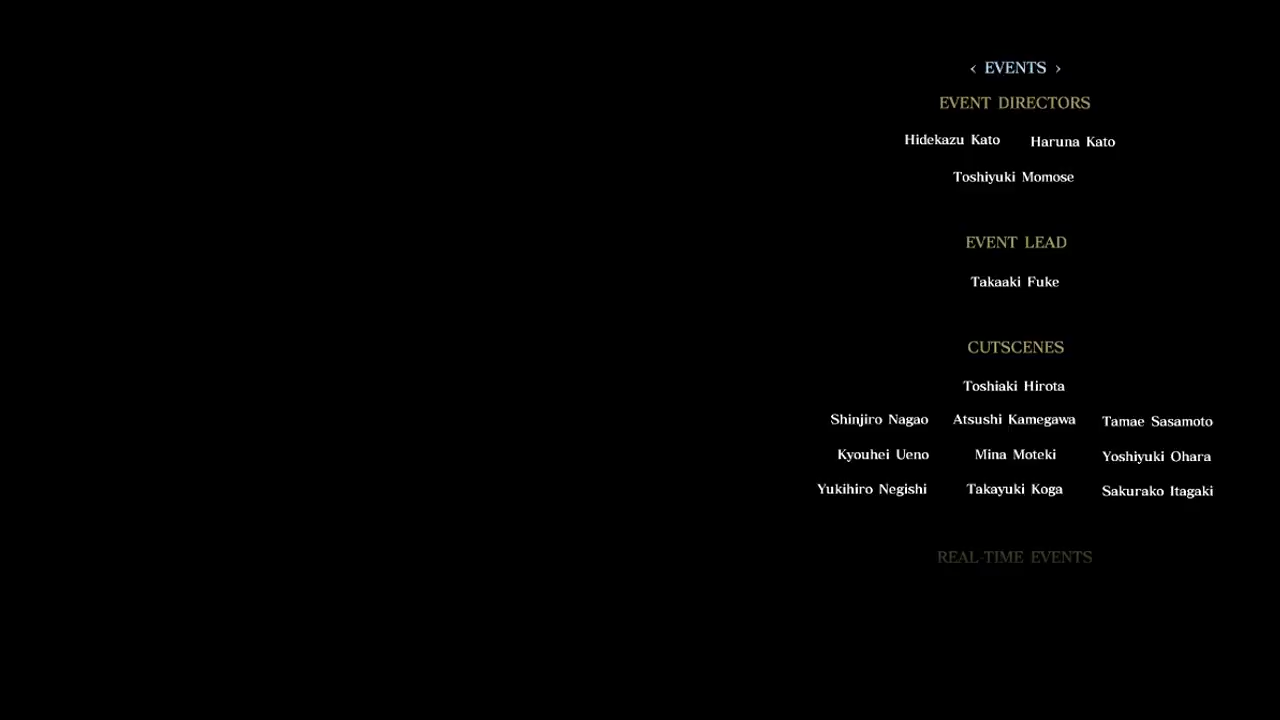 ‹ EVENTS ›
EVENT DIRECTORS
Hidekazu Kato Haruna Kato
Toshiyuki Momose
EVENT LEAD
Takaaki Fuke
CUTSCENES
Toshiaki Hirota
Shinjiro Nagao Atsushi Kamegawa Tamae Sasamoto
Kyouhei Ueno Mina Moteki Yoshiyuki Ohara
Yukihiro Negishi Takayuki Koga Sakurako Itagaki
REAL-TIME EVENTS